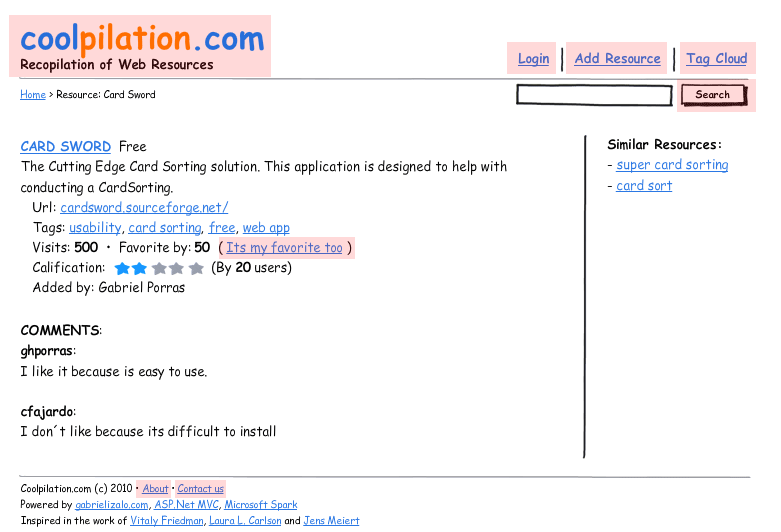 coolpilation.com
Recopilation of Web Resources
Login | Add Resource | Tag Cloud
Home > Resource: Card Sword
Search
CARD SWORD Free
The Cutting Edge Card Sorting solution. This application is designed to help with
conducting a CardSorting.
Url: cardsword.sourceforge.net/
Tags: usability, card sorting, free, web app
Visits: 500 · Favorite by: 50 ( Its my favorite too )
Calification: (By 20 users)
Added by: Gabriel Porras
COMMENTS:
ghporras:
I like it because is easy to use.
cfajardo:
I don´t like because its difficult to install
Similar Resources:
- super card sorting
- card sort
Coolpilation.com (c) 2010 · About · Contact us
Powered by gabrielizalo.com, ASP.Net MVC, Microsoft Spark
Inspired in the work of Vitaly Friedman, Laura L. Carlson and Jens Meiert